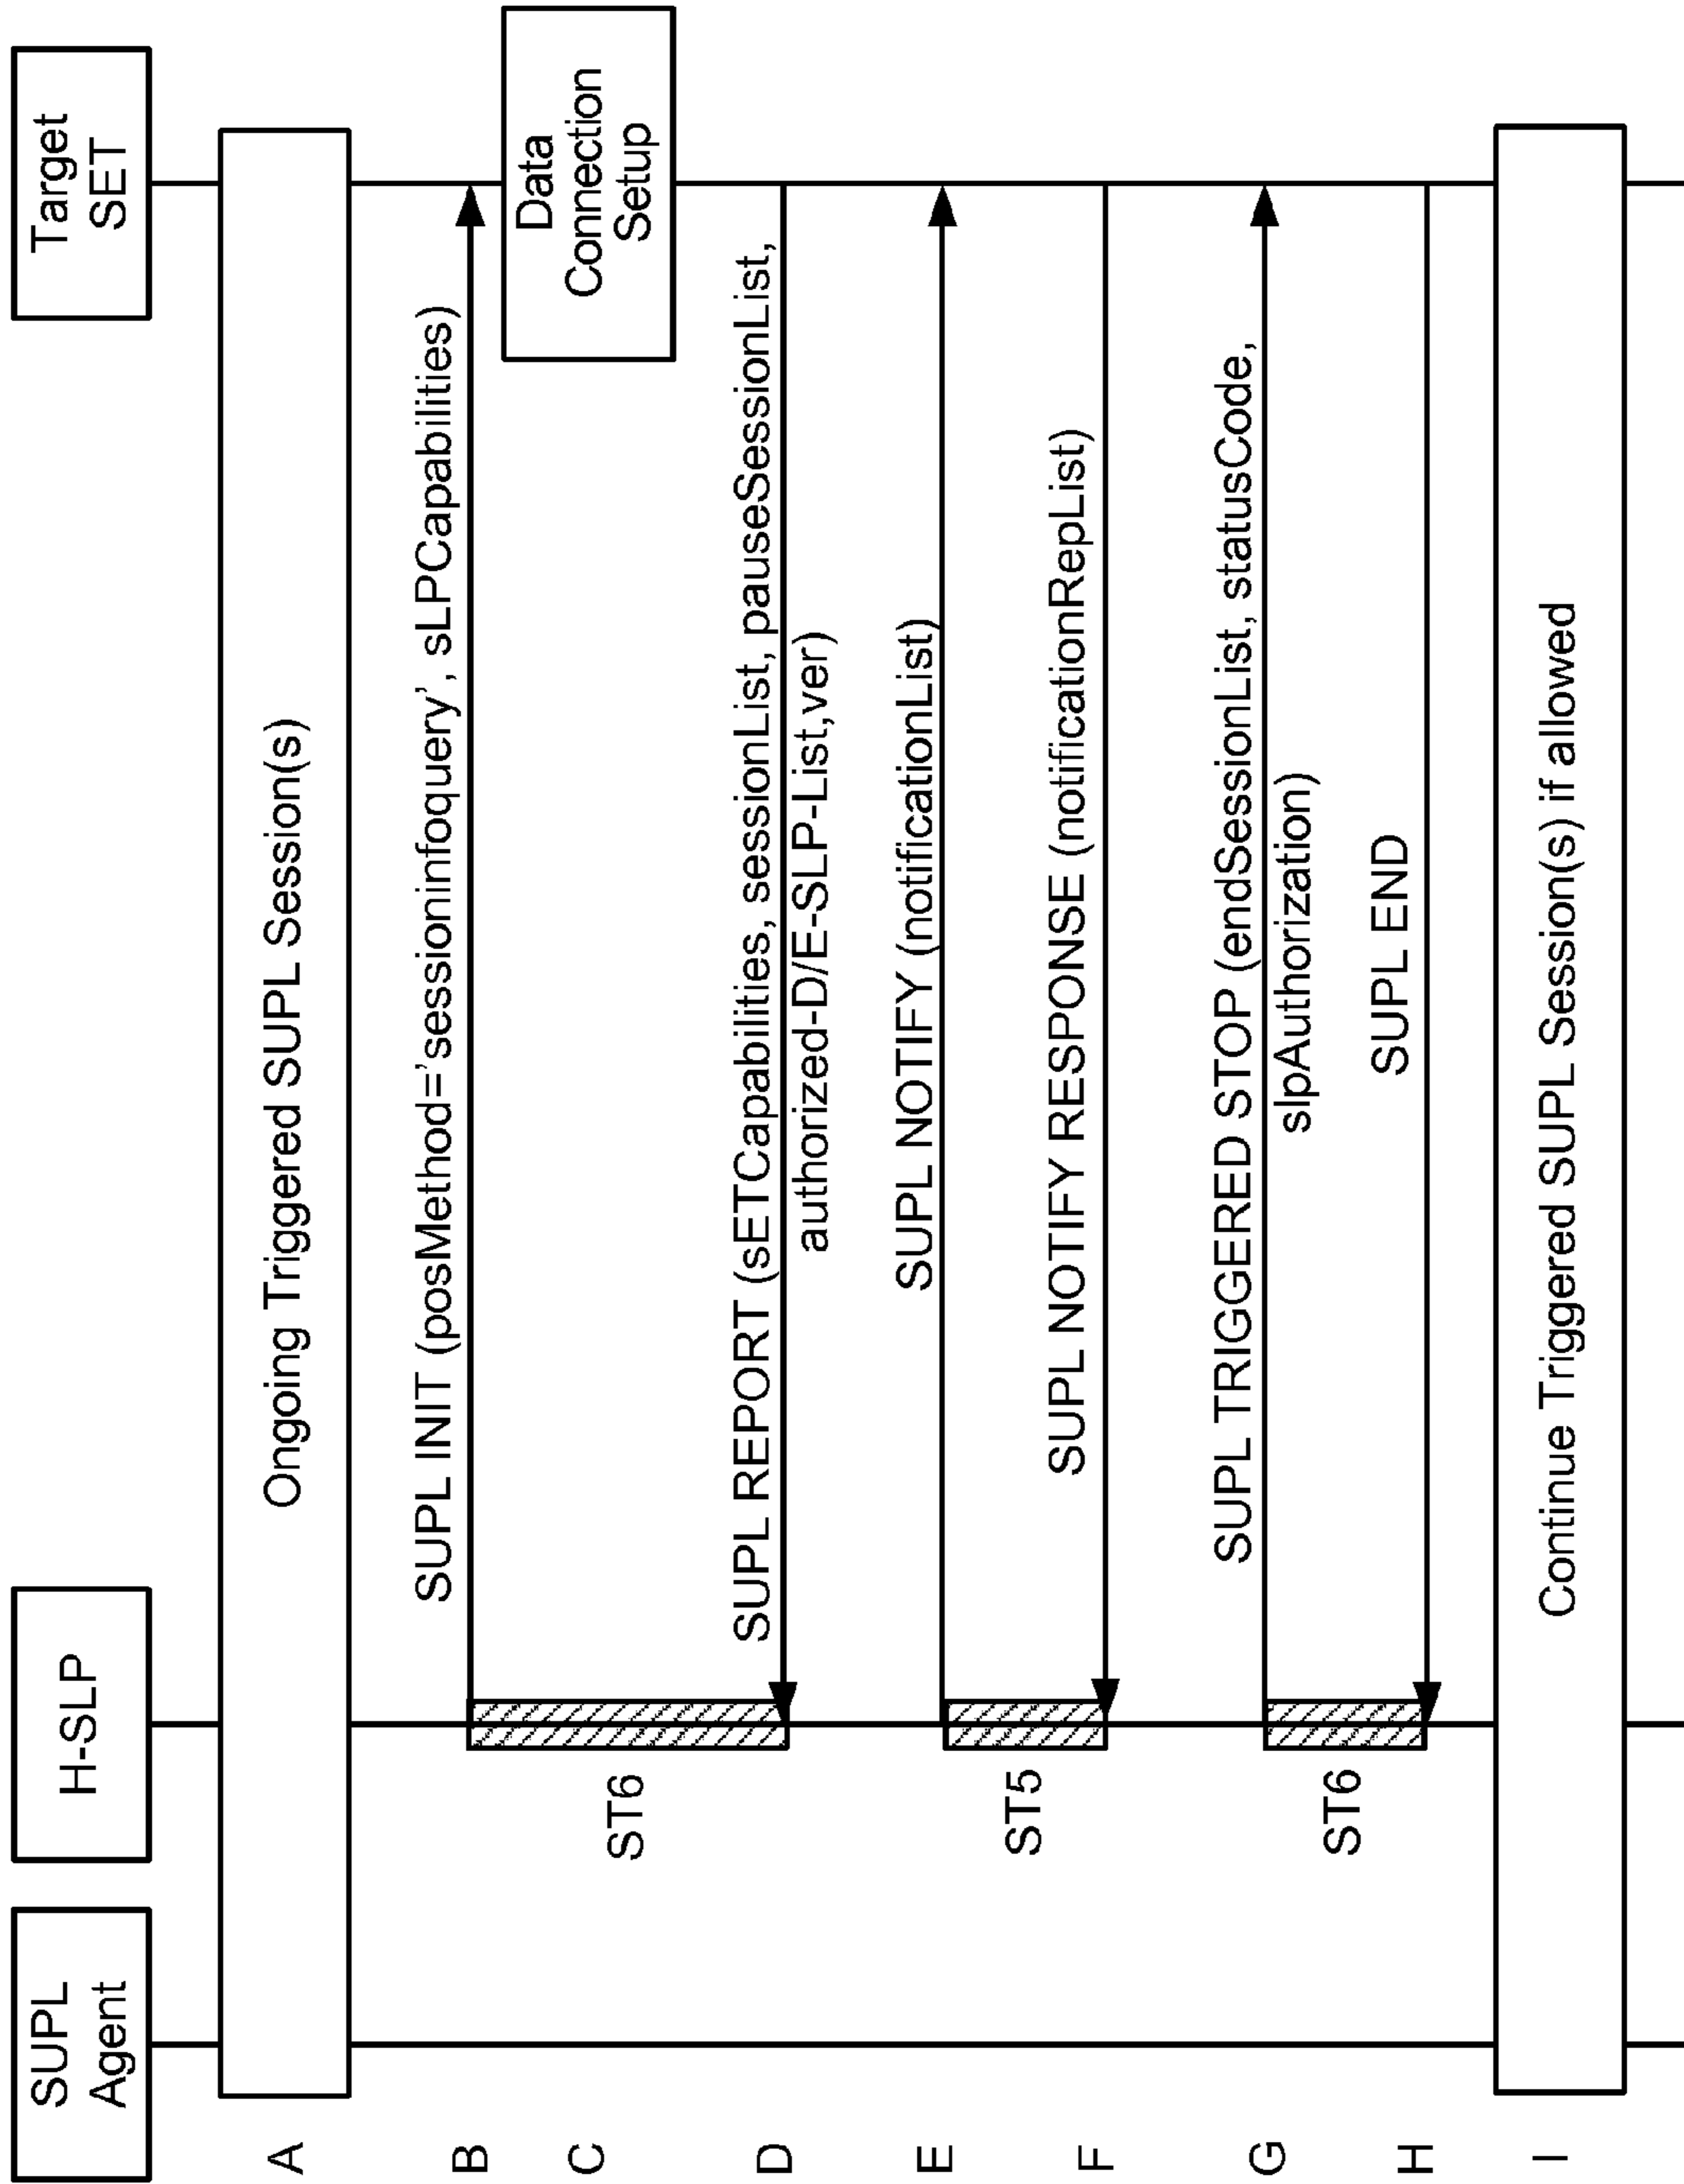 SUPL
Agent
H-SLP
Target
SET
A
Ongoing Triggered SUPL Session(s)
B
SUPL INIT (posMethod='sessioninfoquery', sLPCapabilities)
C
Data
Connection
Setup
ST6
D
SUPL REPORT (sETCapabilities, sessionList, pauseSessionList,
authorized-D/E-SLP-List,ver)
E
SUPL NOTIFY (notificationList)
ST5
F
SUPL NOTIFY RESPONSE (notificationRepList)
G
SUPL TRIGGERED STOP (endSessionList, statusCode,
slpAuthorization)
ST6
H
SUPL END
I
Continue Triggered SUPL Session(s) if allowed